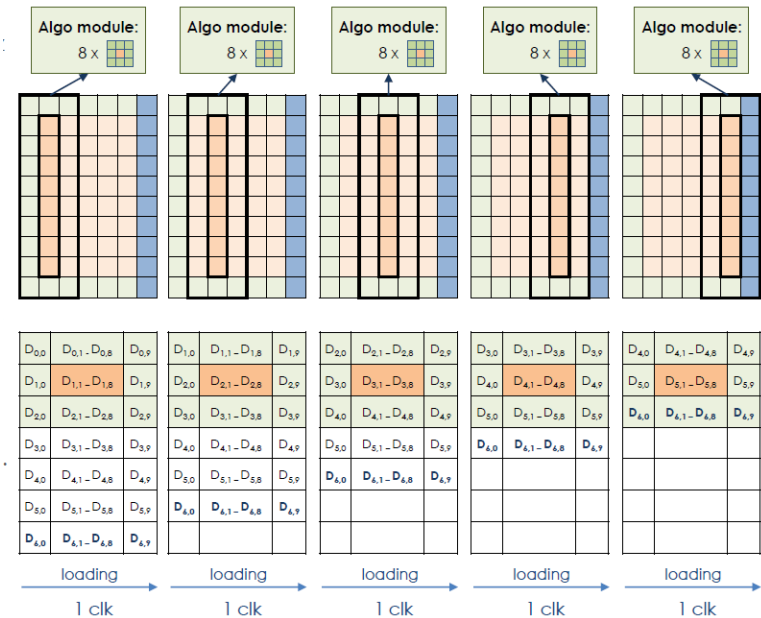 Algo module: Algo module: Algo module: Algo module: Algo module:
8 x 8 x 8 x 8 x 8 x
D0,0 D0,1 - D0,8 D0,9 D1,0 D1,1 - D1,8 D1,9 D2,0 D2,1 - D2,8 D2,9 D3,0 D3,1 - D3,8 D3,9 D4,0 D4,1 - D4,8 D4,9
D1,0 D1,1 - D1,8 D1,9 D2,0 D2,1 - D2,8 D2,9 D3,0 D3,1 - D3,8 D3,9 D4,0 D4,1 - D4,8 D4,9 D5,0 D5,1 - D5,8 D5,9
D2,0 D2,1 - D2,8 D2,9 D3,0 D3,1 - D3,8 D3,9 D4,0 D4,1 - D4,8 D4,9 D5,0 D5,1 - D5,8 D5,9 D6,0 D6,1 - D6,8 D6,9
D3,0 D3,1 - D3,8 D3,9 D4,0 D4,1 - D4,8 D4,9 D5,0 D5,1 - D5,8 D5,9 D6,0 D6,1 - D6,8 D6,9
D4,0 D4,1 - D4,8 D4,9 D5,0 D5,1 - D5,8 D5,9 D6,0 D6,1 - D6,8 D6,9
D5,0 D5,1 - D5,8 D5,9 D6,0 D6,1 - D6,8 D6,9
D6,0 D6,1 - D6,8 D6,9
loading loading loading loading loading
1 clk 1 clk 1 clk 1 clk 1 clk